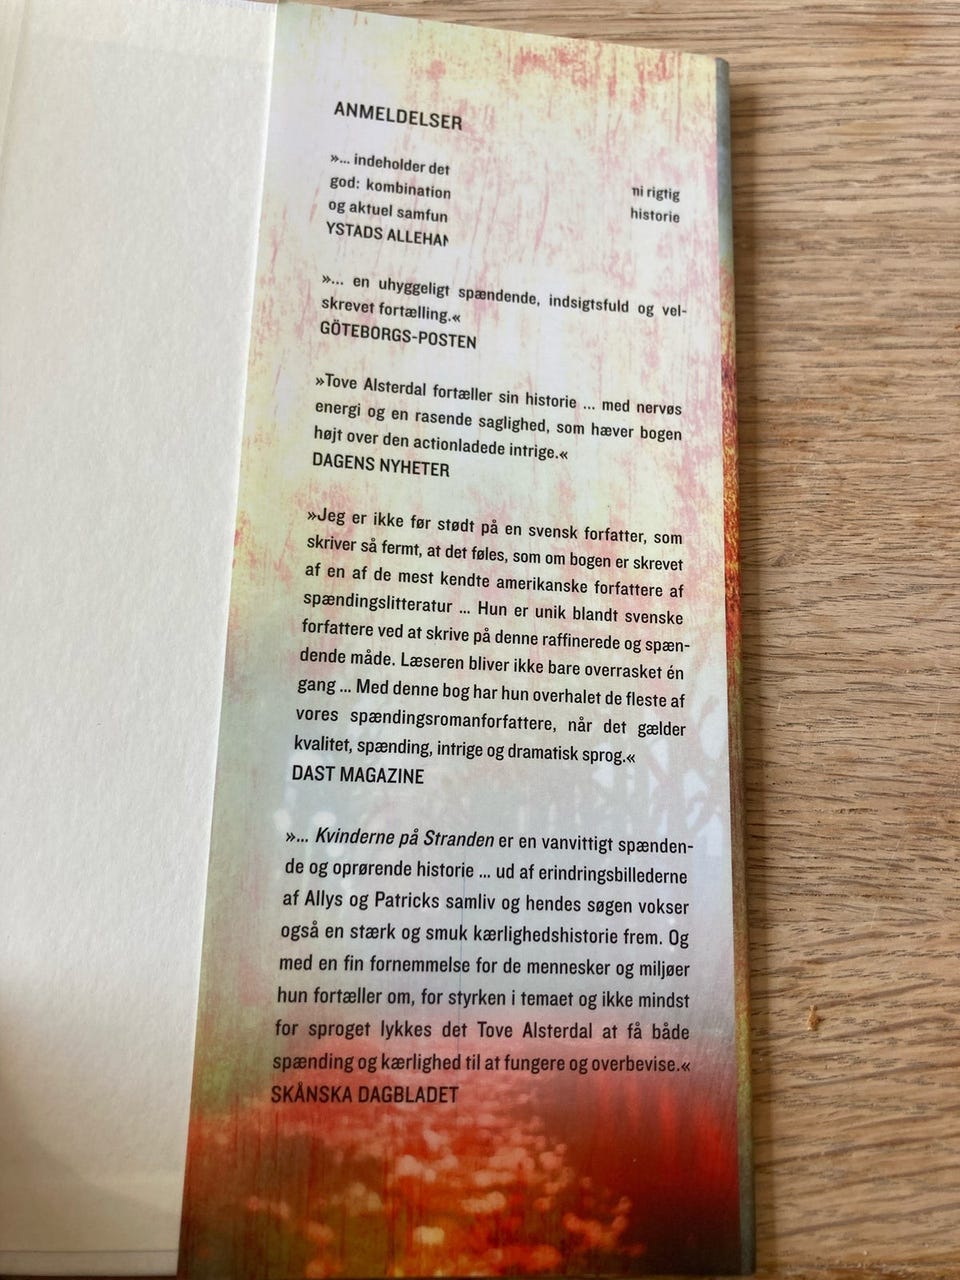 ANMELDELSER
»... indeholder det
god: kombination ni rigtig
og aktuel samfun historie
YSTADS ALLEHAN
»... en uhyggeligt spændende, indsigtsfuld og vel-
skrevet fortælling.«
GÖTEBORGS-POSTEN
»Tove Alsterdal fortæller sin historie ... med nervøs
energi og en rasende saglighed, som hæver bogen
højt over den actionladede intrige.«
DAGENS NYHETER
»Jeg er ikke før stødt på en svensk forfatter, som
skriver så fermt, at det føles, som om bogen er skrevet
af en af de mest kendte amerikanske forfattere af
spændingslitteratur ... Hun er unik blandt svenske
forfattere ved at skrive på denne raffinerede og spæn-
dende måde. Læseren bliver ikke bare overrasket én
gang ... Med denne bog har hun overhalet de fleste af
vores spændingsromanforfattere, når det gælder
kvalitet, spænding, intrige og dramatisk sprog.«
DAST MAGAZINE
»... Kvinderne på Stranden er en vanvittigt spænden-
de og oprørende historie ... ud af erindringsbillederne
af Allys og Patricks samliv og hendes søgen vokser
også en stærk og smuk kærlighedshistorie frem. Og
med en fin fornemmelse for de mennesker og miljøer
hun fortæller om, for styrken i temaet og ikke mindst
for sproget lykkes det Tove Alsterdal at få både
spænding og kærlighed til at fungere og overbevise.«
SKÅNSKA DAGBLADET